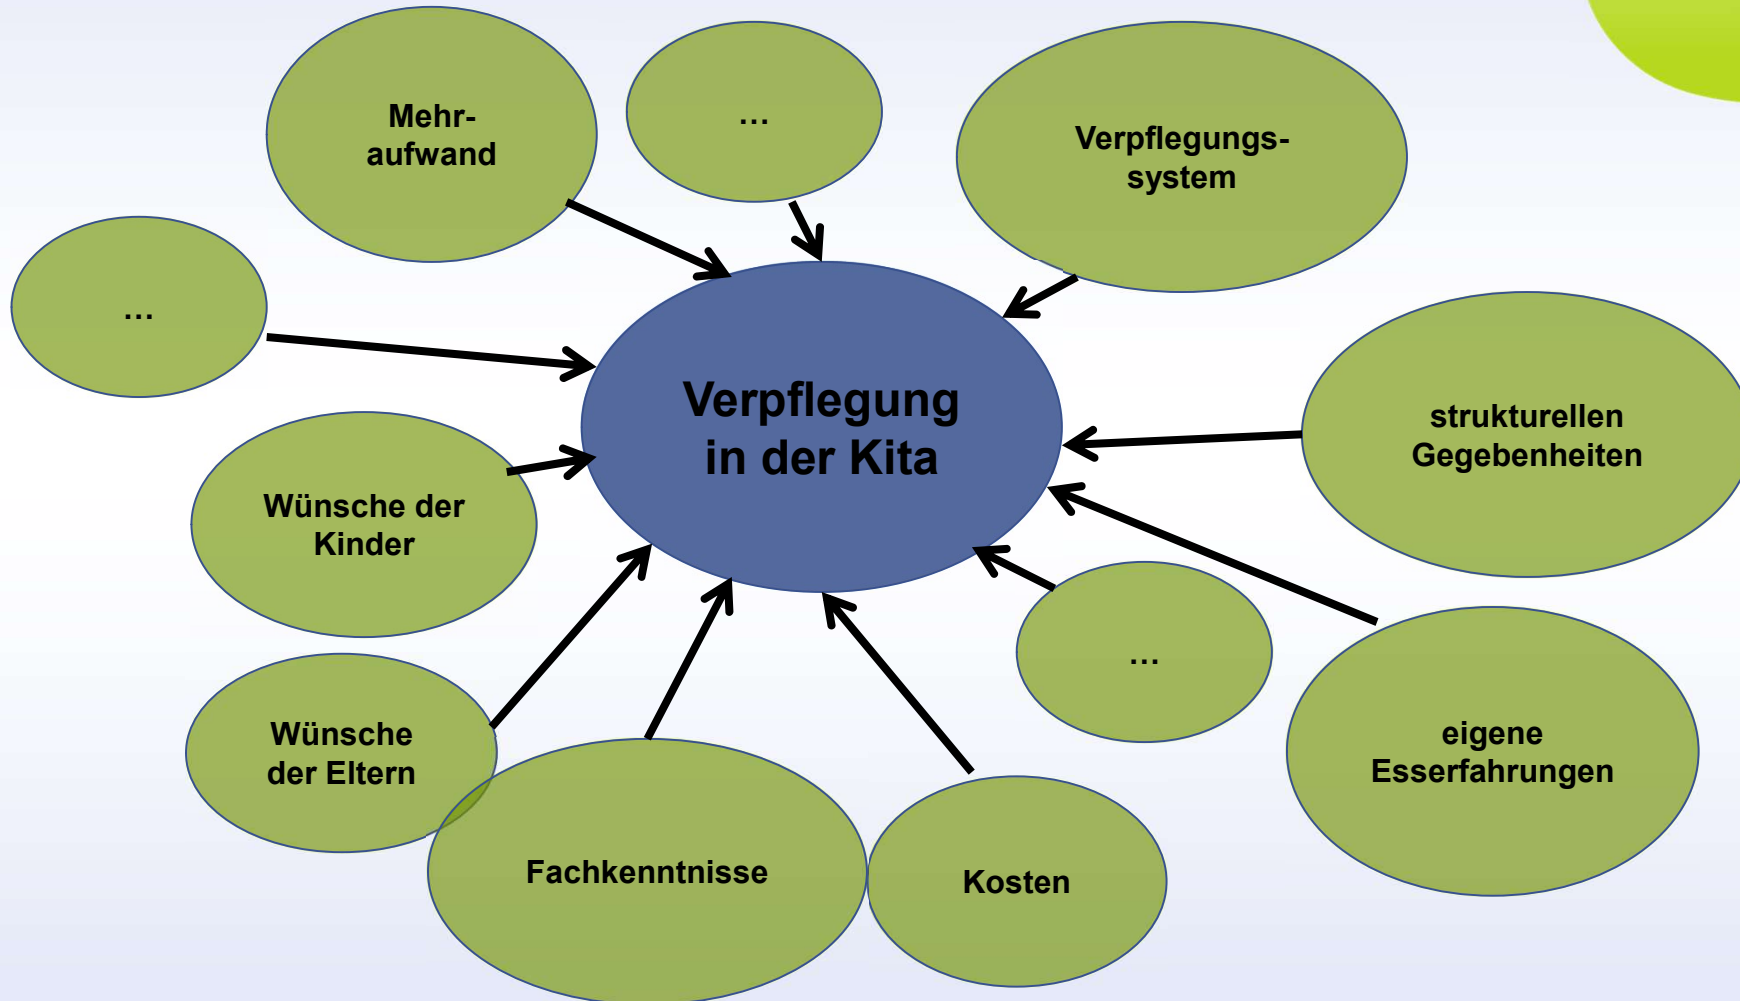 Mehr-
aufwand
...
Verpflegungs-
system
...
Verpflegung
in der Kita
strukturellen
Gegebenheiten
Wünsche der
Kinder
...
Wünsche
der Eltern
eigene
Esserfahrungen
Fachkenntnisse
Kosten